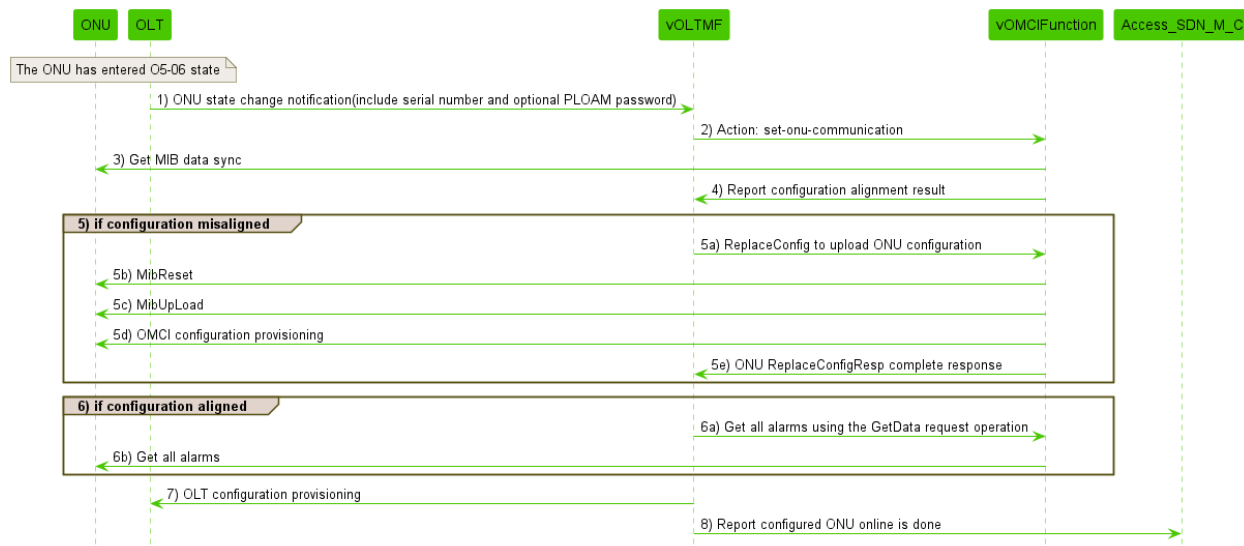 ONU OLT vOLTMF vOMCIFunction Access_SDN_M_C
The ONU has entered O5-06 state
1) ONU state change notification(include serial number and optional PLOAM password)
2) Action: set-onu-communication
3) Get MIB data sync
4) Report configuration alignment result
5) if configuration misaligned
5a) ReplaceConfig to upload ONU configuration
5b) MibReset
5c) MibUpLoad
5d) OMCI configuration provisioning
5e) ONU ReplaceConfigResp complete response
6) if configuration aligned
6a) Get all alarms using the GetData request operation
6b) Get all alarms
7) OLT configuration provisioning
8) Report configured ONU online is done